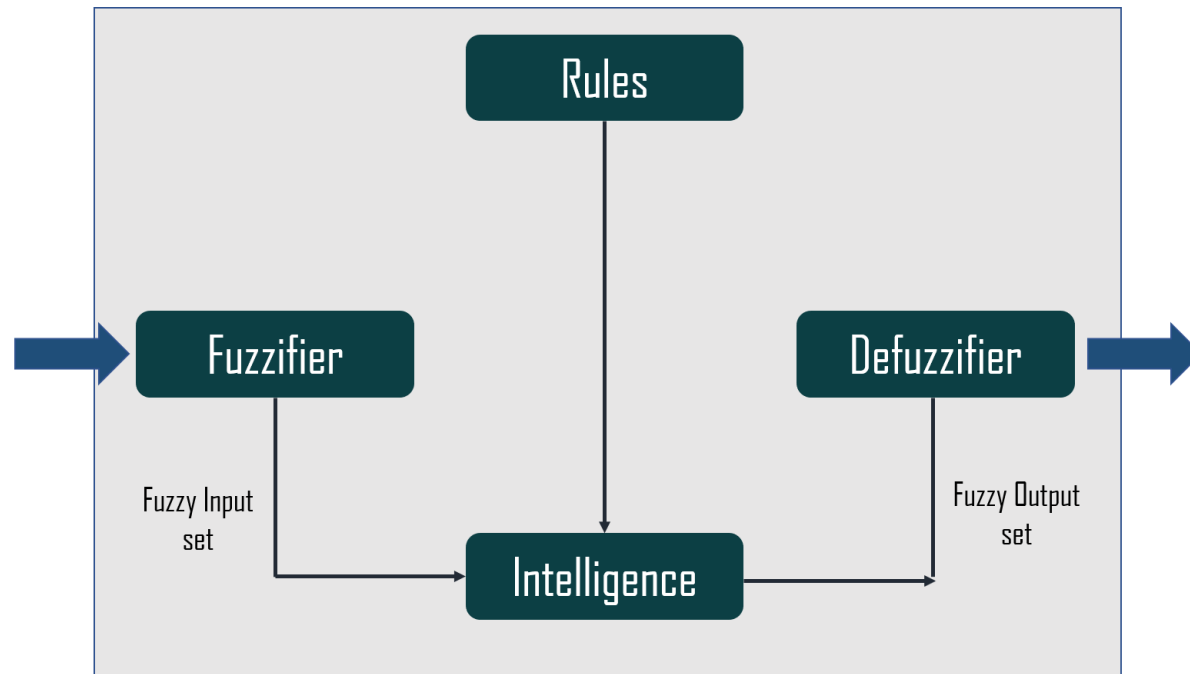 Rules
Fuzzifier
Defuzzifier
Fuzzy Input
set
Fuzzy Output
set
Intelligence